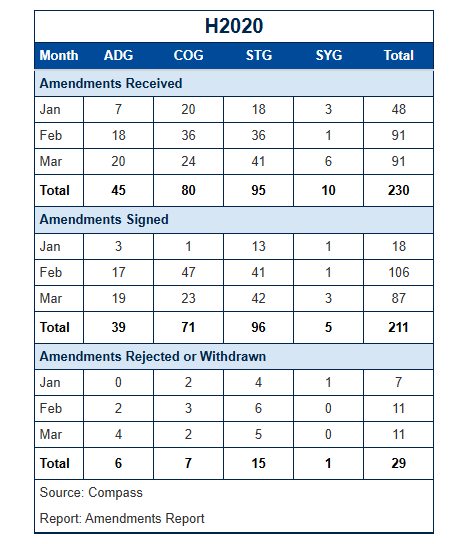 H2020
Month ADG COG STG SYG Total
Amendments Received
Jan 7 20 18 3 48
Feb 18 36 36 1 91
Mar 20 24 41 6 91
Total 45 80 95 10 230
Amendments Signed
Jan 3 1 13 1 18
Feb 17 47 41 1 106
Mar 19 23 42 3 87
Total 39 71 96 5 211
Amendments Rejected or Withdrawn
Jan 0 2 4 1 7
Feb 2 3 6 0 11
Mar 4 2 5 0 11
Total 6 7 15 1 29
Source: Compass
Report: Amendments Report